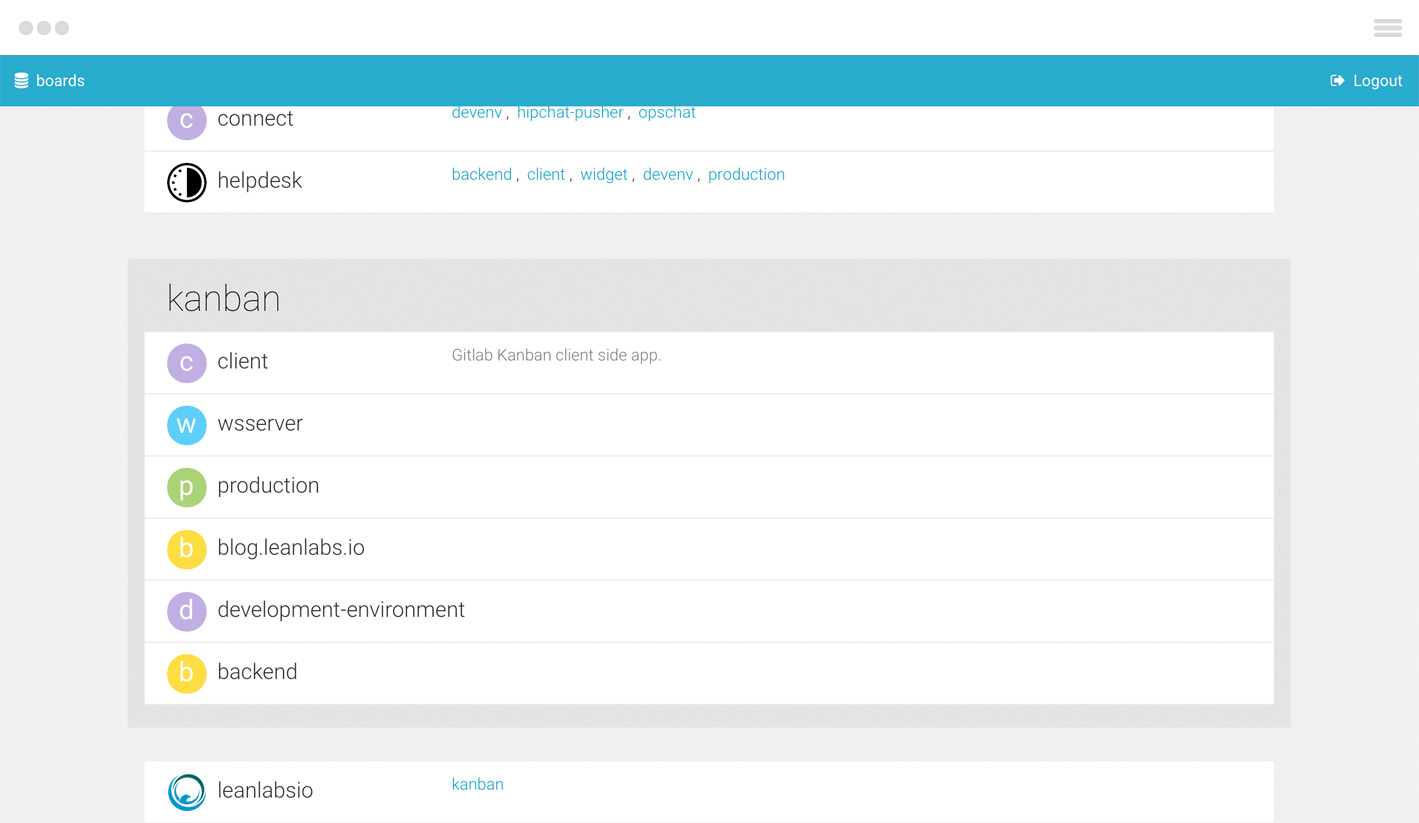 boards Logout
c connect devenv , hipchat-pusher , opschat
helpdesk backend , client , widget , devenv , production
kanban
c client Gitlab Kanban client side app.
w wsserver
p production
b blog.leanlabs.io
d development-environment
b backend
leanlabsio kanban